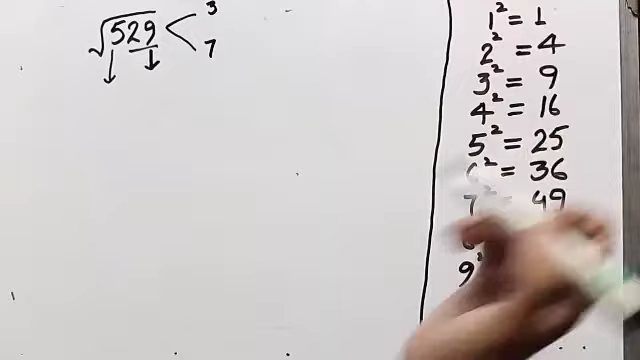 √529 < 3
7
1² = 1
2² = 4
3² = 9
4² = 16
5² = 25
6² = 36
7² = 49
9²